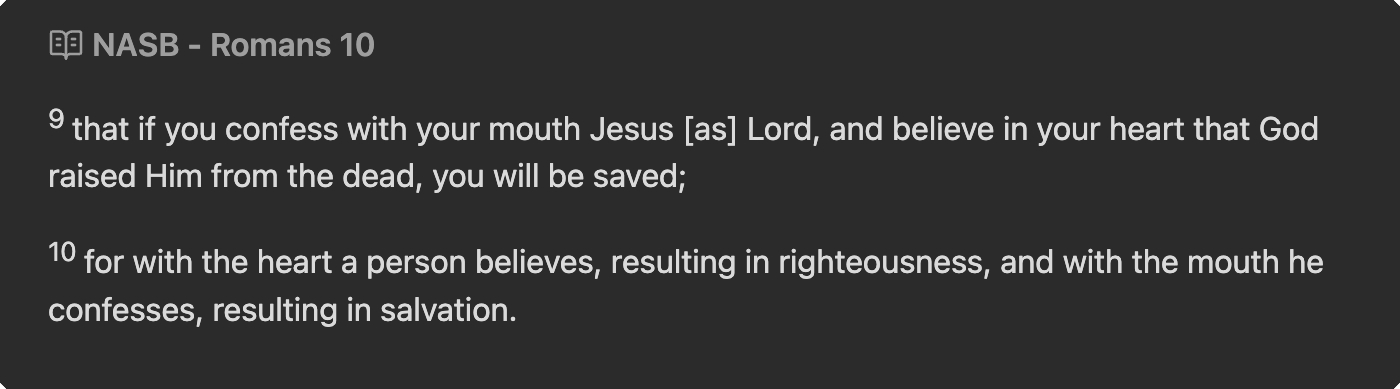 NASB - Romans 10
9 that if you confess with your mouth Jesus [as] Lord, and believe in your heart that God
raised Him from the dead, you will be saved;
10 for with the heart a person believes, resulting in righteousness, and with the mouth he
confesses, resulting in salvation.